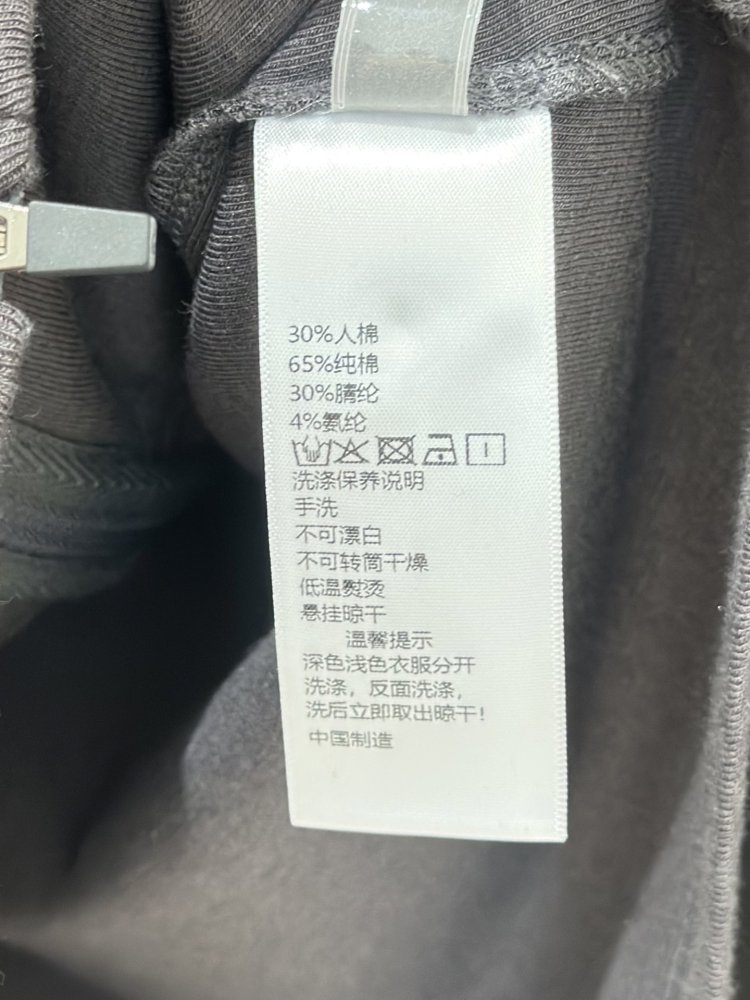 30%人棉
65%纯棉
30%腈纶
4%氨纶
洗涤保养说明
手洗
不可漂白
不可转筒干燥
低温熨烫
悬挂晾干
温馨提示
深色浅色衣服分开
洗涤，反面洗涤，
洗后立即取出晾干！
中国制造